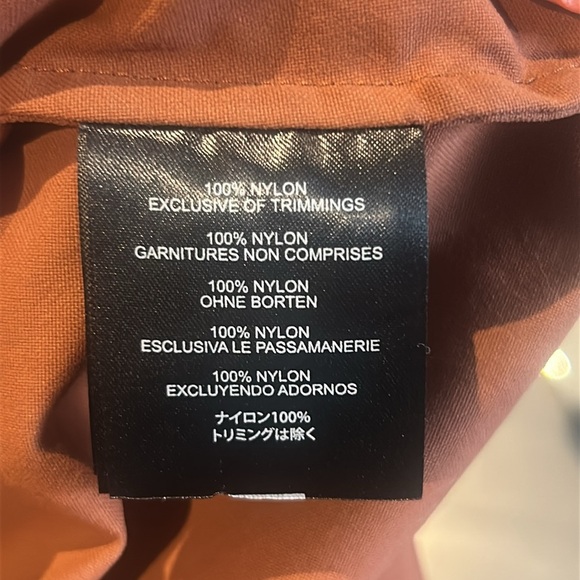 100% NYLON
EXCLUSIVE OF TRIMMINGS
100% NYLON
GARNITURES NON COMPRISES
100% NYLON
OHNE BORTEN
100% NYLON
ESCLUSIVA LE PASSAMANERIE
100% NYLON
EXCLUYENDO ADORNOS
ナイロン100%
トリミングは除く